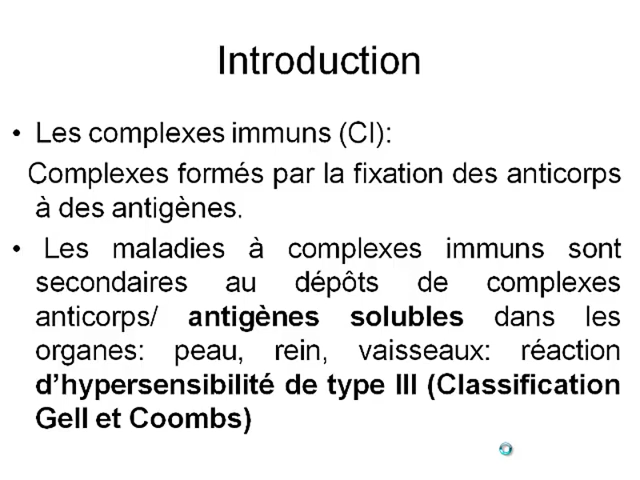 Introduction
• Les complexes immuns (CI):
Complexes formés par la fixation des anticorps
à des antigènes.
• Les maladies à complexes immuns sont
secondaires au dépôts de complexes
anticorps/ antigènes solubles dans les
organes: peau, rein, vaisseaux: réaction
d’hypersensibilité de type III (Classification
Gell et Coombs)